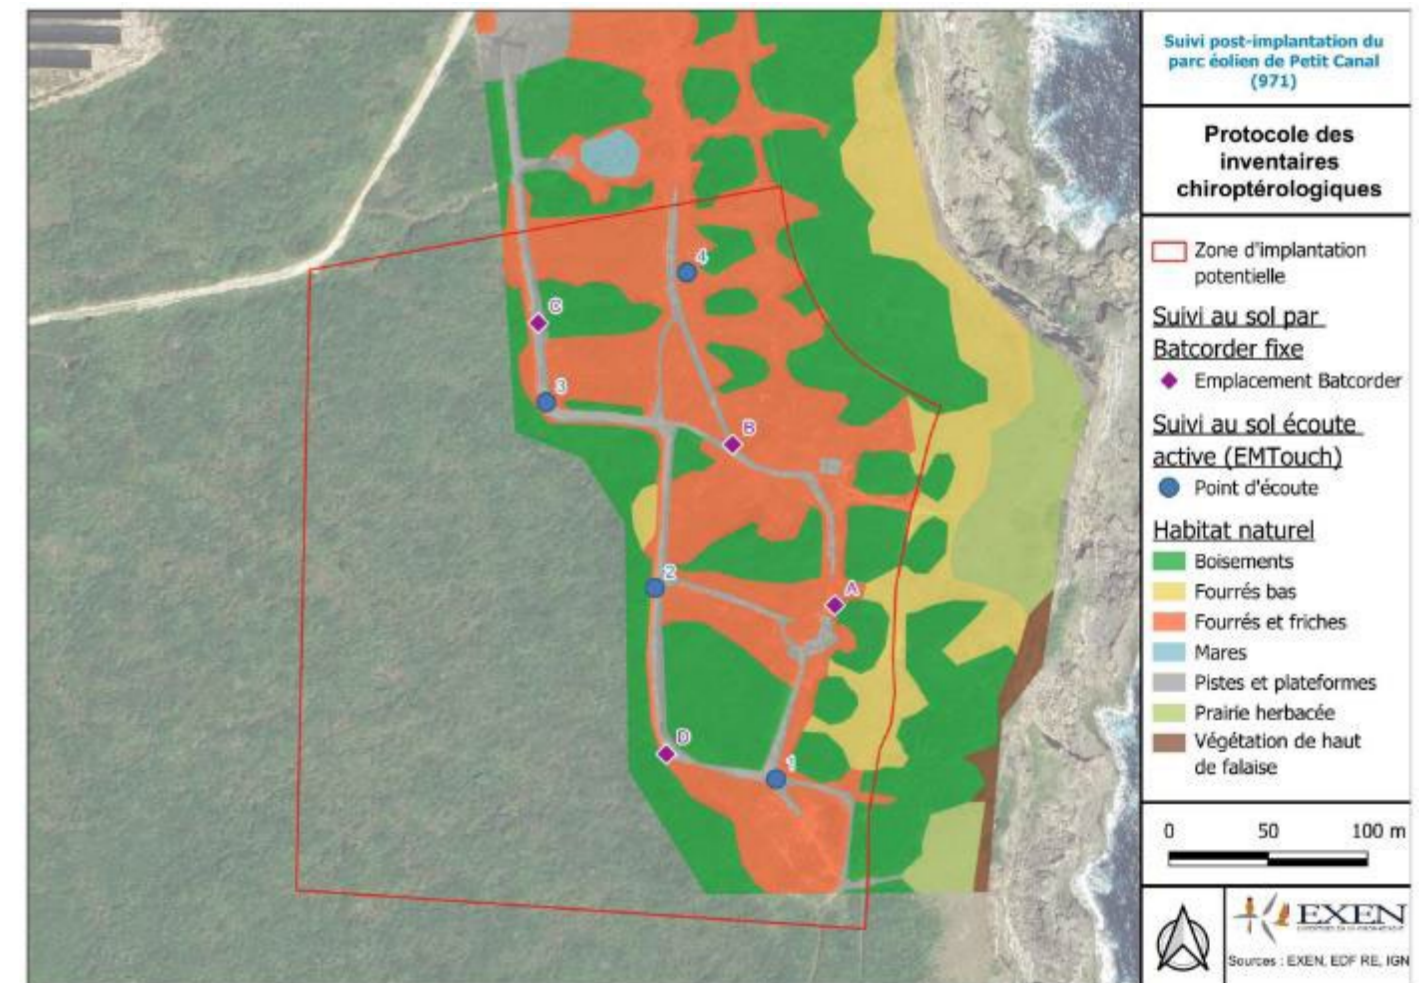 Suivi post-implantation du
parc éolien de Petit Canal
(971)
Protocole des
inventaires
chiroptérologiques
Zone d'implantation
potentielle
Suivi au sol par
Batcorder fixe
Emplacement Batcorder
Suivi au sol écoute
active (EMTouch)
Point d'écoute
Habitat naturel
Boisements
Fourrés bas
Fourrés et friches
Mares
Pistes et plateformes
Prairie herbacée
Végétation de haut
de falaise
0 50 100 m
EXEN
Sources : EXEN, EDF RE, IGN
4
C
3
B
2
A
D
1